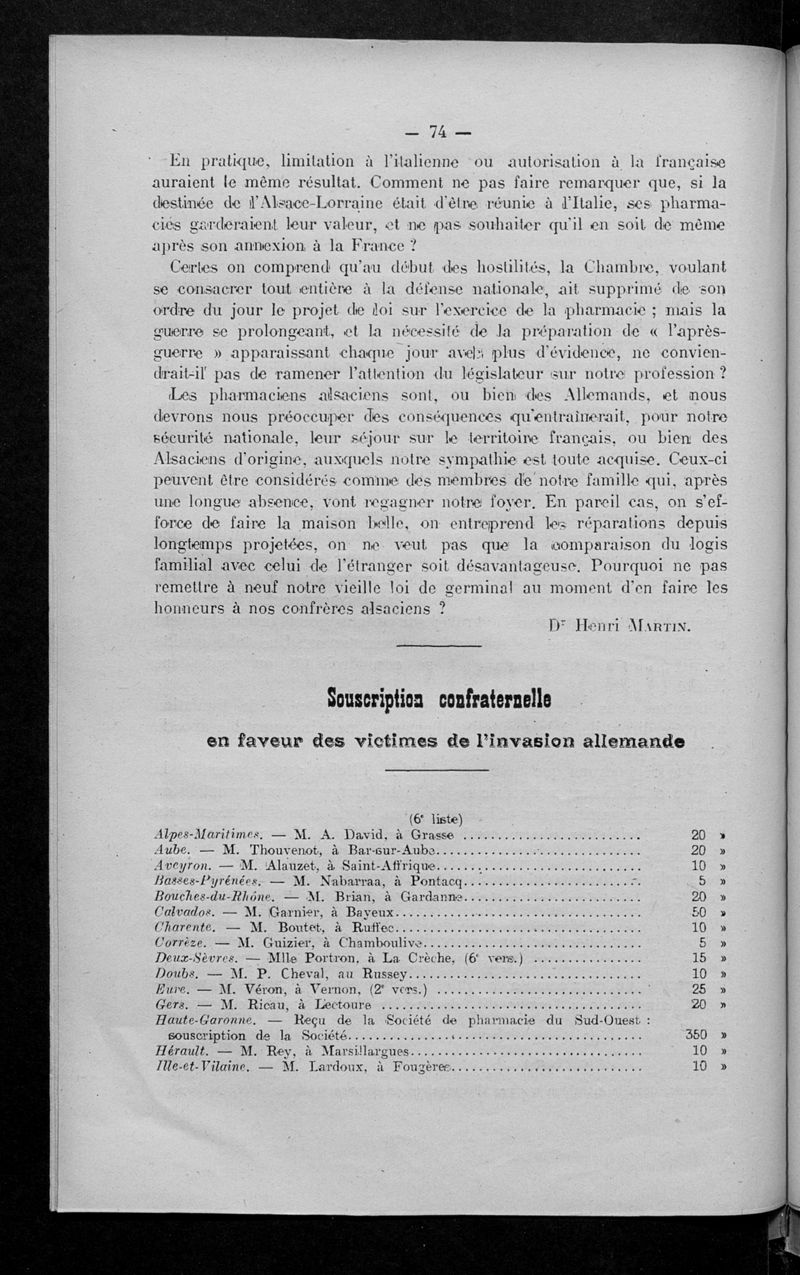 — 74 —
En pratique, limitation à l'italienne ou autorisation à la française
auraient le même résultat. Comment ne pas faire remarquer que, si la
destinée de l'Alsace-Lorraine était d'être réunie à l'Italie, ses pharma-
cies garderaient leur valeur, et ne pas souhaiter qu'il en soit de même
après son annexion à la France ?
Certes on comprend qu'au début des hostilités, la Chambre, voulant
se consacrer tout entière à la défense nationale, ait supprimé de son
ordre du jour le projet de loi sur l'exercice de la pharmacie ; mais la
guerre se prolongeant, et la nécessité de la préparation de « l'après-
guerre » apparaissant chaque jour avec plus d'évidence, ne convien-
drait-il pas de ramener l'attention du législateur sur notre profession ?
Les pharmaciens alsaciens sont, ou bien des Allemands, et nous
devrons nous préoccuper des conséquences qu'entraînerait, pour notre
sécurité nationale, leur séjour sur le territoire français, ou bien des
Alsaciens d'origine, auxquels notre sympathie est toute acquise. Ceux-ci
peuvent être considérés comme des membres de notre famille qui, après
une longue absence, vont regagner notre foyer. En pareil cas, on s'ef-
force de faire la maison belle, on entreprend les réparations depuis
longtemps projetées, on ne veut pas que la comparaison du logis
familial avec celui de l'étranger soit désavantageuse. Pourquoi ne pas
remettre à neuf notre vieille loi de germinal au moment d'en faire les
honneurs à nos confrères alsaciens ?
Dr Henri MARTIN.
Souscription confraternelle
en faveur des victimes de l'invasion allemande
(6e liste)
Alpes-Maritimes. — M. A. David, à Grasse ........................ 20 »
Aube. — M. Thouvenot, à Bar-sur-Aube........................ 20 »
Aveyron. — M. Alauzet, à Saint-Affrique........................ 10 »
Basses-Pyrénées. — M. Nabarraa, à Pontacq........................ 5 »
Bouches-du-Rhône. — M. Brian, à Gardanne........................ 20 »
Calvados. — M. Garnier, à Bayeux........................ 50 »
Charente. — M. Boutet, à Ruffec........................ 10 »
Corrèze. — M. Guizier, à Chamboulive........................ 5 »
Deux-Sèvres. — Mlle Portron, à La Crèche, (6e vers.) ................ 15 »
Doubs. — M. P. Cheval, au Russey........................ 10 »
Eure. — M. Véron, à Vernon, (2e vers.) ........................ 25 »
Gers. — M. Ricau, à Lectoure ........................ 20 »
Haute-Garonne. — Reçu de la Société de pharmacie du Sud-Ouest :
souscription de la Société........................ 350 »
Hérault. — M. Rey, à Marsillargues........................ 10 »
Ille-et-Vilaine. — M. Lardoux, à Fougères........................ 10 »